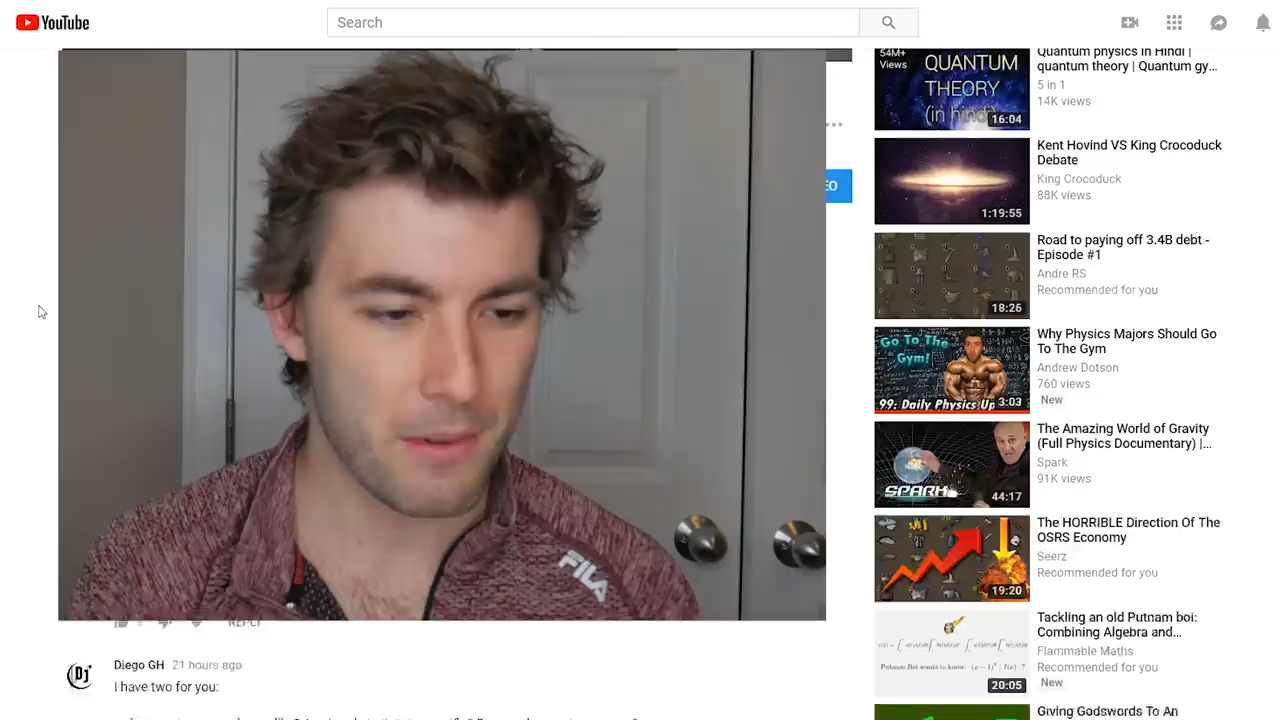 YouTube
Search
54M+
Views
QUANTUM
THEORY
(in hindi)
16:04
Quantum physics in Hindi |
quantum theory | Quantum gy...
5 in 1
14K views
1:19:55
Kent Hovind VS King Crocoduck
Debate
King Crocoduck
88K views
18:26
Road to paying off 3.4B debt -
Episode #1
Andre RS
Recommended for you
Go To The
Gym!
99: Daily Physics Up
3:03
Why Physics Majors Should Go
To The Gym
Andrew Dotson
760 views
New
SPARK
44:17
The Amazing World of Gravity
(Full Physics Documentary) |...
Spark
91K views
19:20
The HORRIBLE Direction Of The
OSRS Economy
Seerz
Recommended for you
20:05
Tackling an old Putnam boi:
Combining Algebra and...
Flammable Maths
Recommended for you
New
Giving Godswords To An
EO
FILA
REPLY
DJ
Diego GH 21 hours ago
I have two for you: